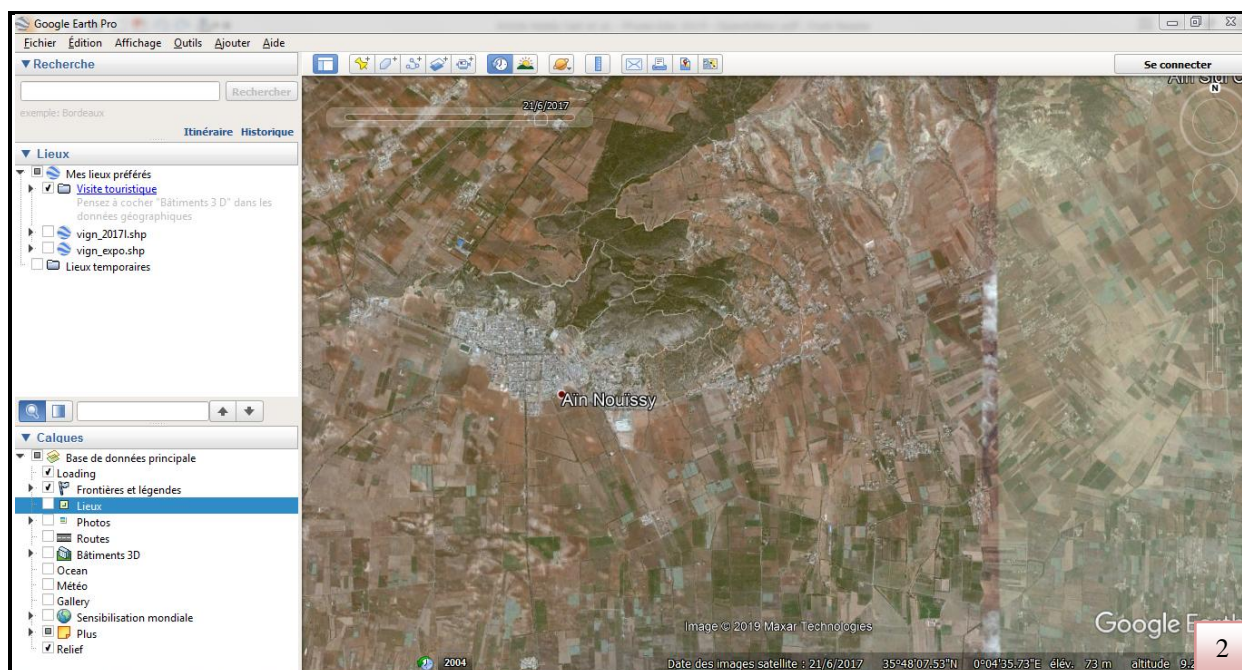 Google Earth Pro
Fichier Édition Affichage Outils Ajouter Aide
Recherche
Rechercher
exemple: Bordeaux
Itinéraire Historique
Lieux
Mes lieux préférés
Visite touristique
Pensez à cocher "Bâtiments 3 D" dans les
données géographiques
vign_2017l.shp
vign_expo.shp
Lieux temporaires
Calques
Base de données principale
Loading
Frontières et légendes
Lieux
Photos
Routes
Bâtiments 3D
Ocean
Météo
Gallery
Sensibilisation mondiale
Plus
Relief
Se connecter
N
21/6/2017
Aïn Nouïssy
Image © 2019 Maxar Technologies
Google
2004
Date des images satellite : 21/6/2017 35°48'07.53"N 0°04'35.73"E élév. 73 m altitude
2